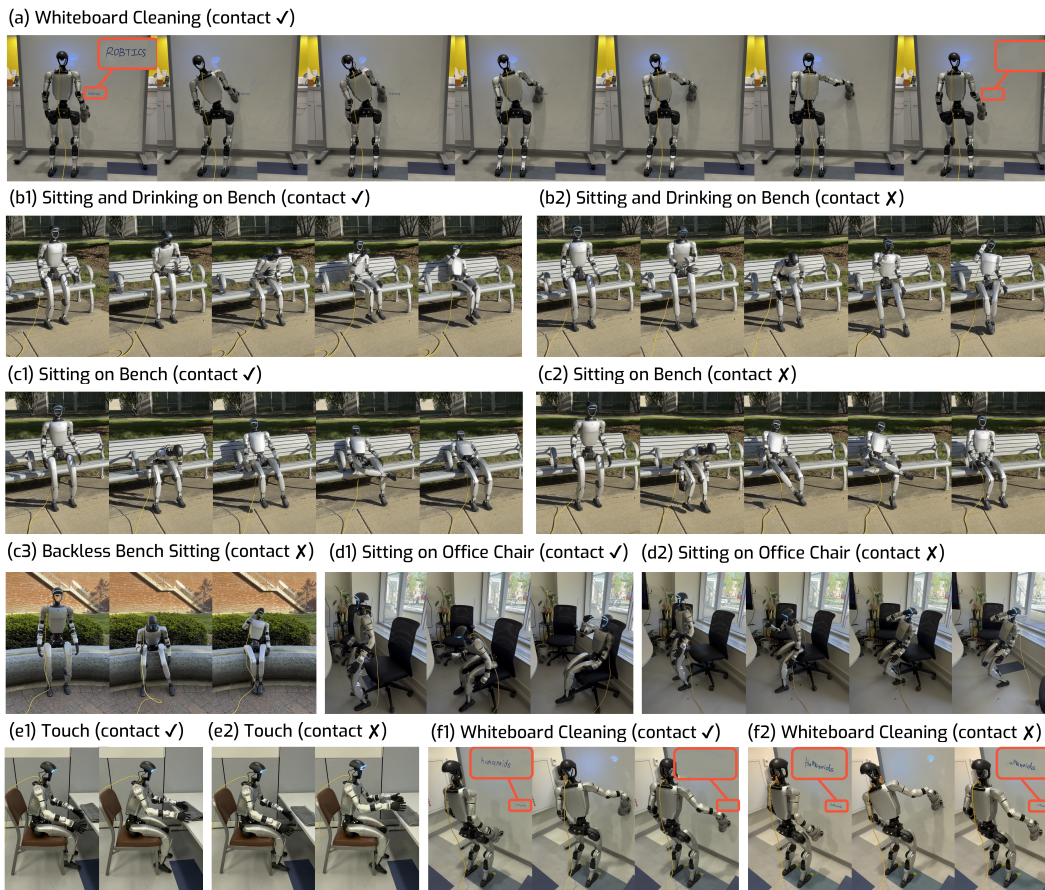 (a) Whiteboard Cleaning (contact ✓)
ROBTICS
(b1) Sitting and Drinking on Bench (contact ✓)
(b2) Sitting and Drinking on Bench (contact ✗)
(c1) Sitting on Bench (contact ✓)
(c2) Sitting on Bench (contact ✗)
(c3) Backless Bench Sitting (contact ✗)
(d1) Sitting on Office Chair (contact ✓)
(d2) Sitting on Office Chair (contact ✗)
(e1) Touch (contact ✓)
(e2) Touch (contact ✗)
(f1) Whiteboard Cleaning (contact ✓)
(f2) Whiteboard Cleaning (contact ✗)
humanoids
Humanoids
umanoids